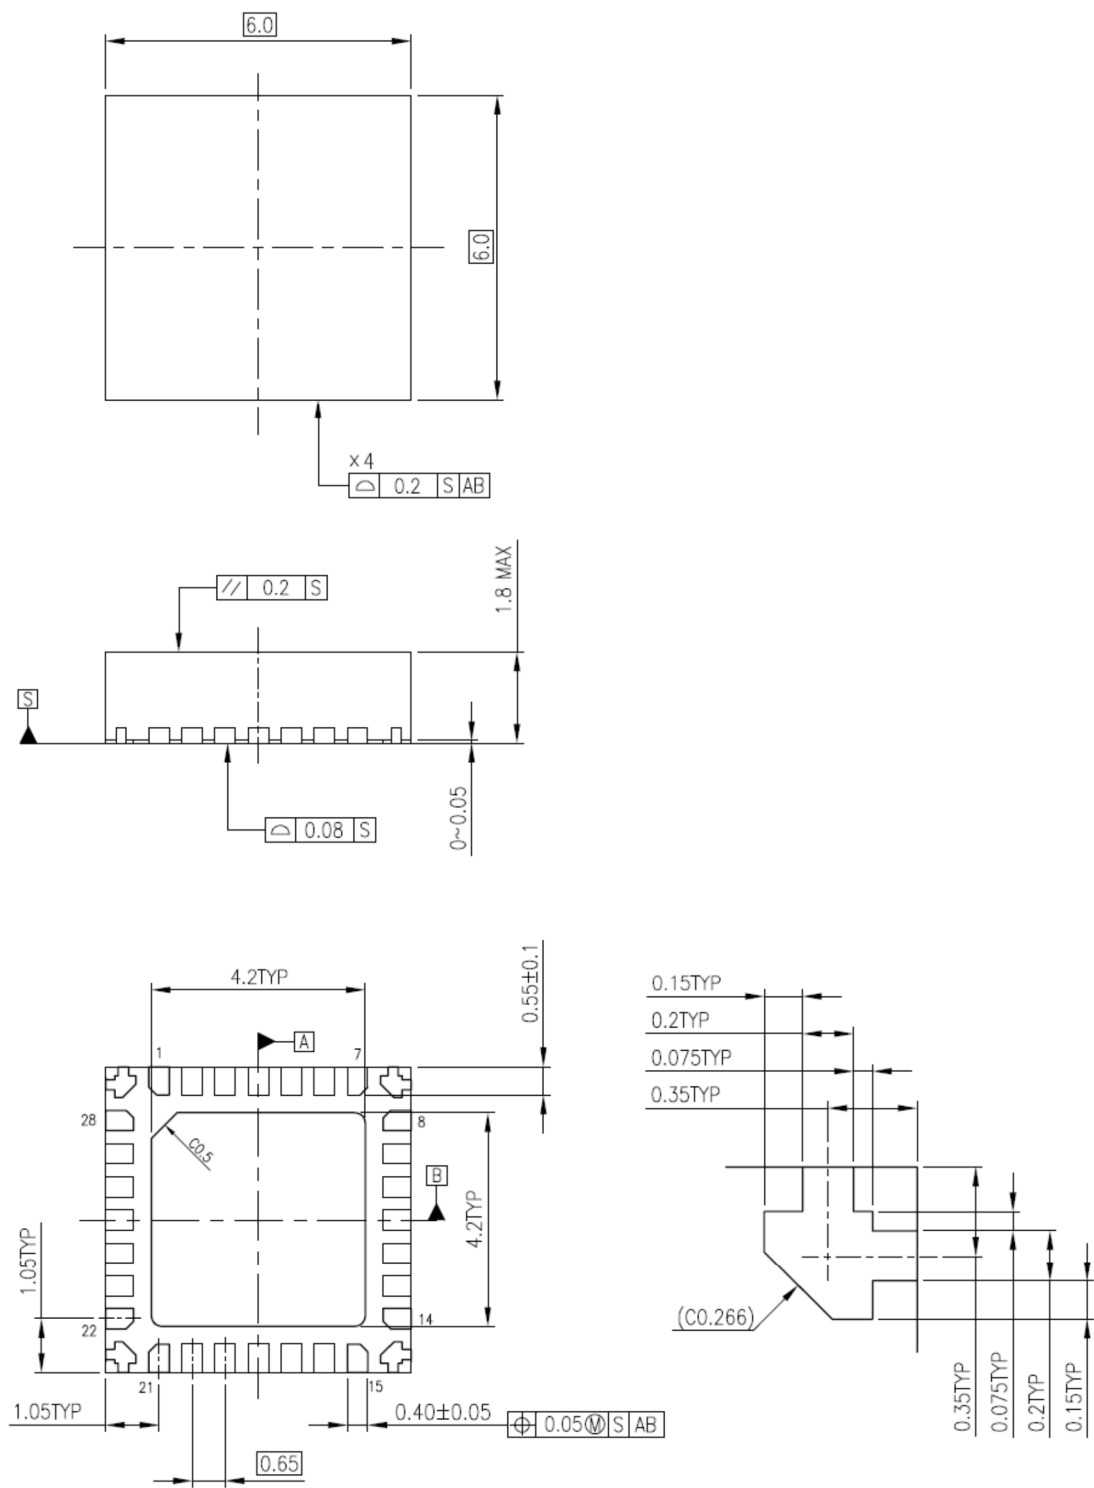 6.0
6.0
×4
⌓ 0.2 S AB
// 0.2 S
1.8 MAX
S
0~0.05
⌓ 0.08 S
4.2TYP
0.55±0.1
A
1
7
28
8
C0.5
B
4.2TYP
1.05TYP
22
14
21
15
1.05TYP
0.40±0.05
⌖ 0.05 Ⓜ S AB
0.65
0.15TYP
0.2TYP
0.075TYP
0.35TYP
(C0.266)
0.35TYP
0.075TYP
0.2TYP
0.15TYP